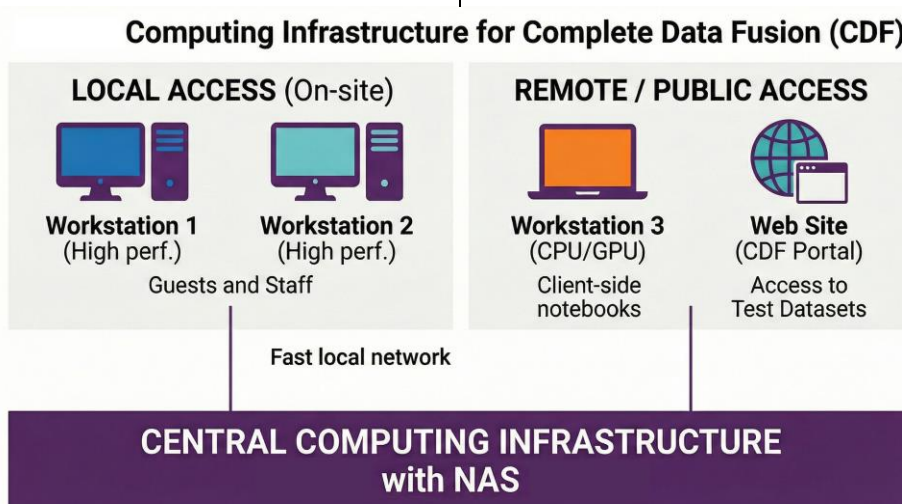 Computing Infrastructure for Complete Data Fusion (CDF)
LOCAL ACCESS (On-site)
Workstation 1
(High perf.)
Workstation 2
(High perf.)
Guests and Staff
REMOTE / PUBLIC ACCESS
Workstation 3
(CPU/GPU)
Client-side
notebooks
Web Site
(CDF Portal)
Access to
Test Datasets
Fast local network
CENTRAL COMPUTING INFRASTRUCTURE
with NAS